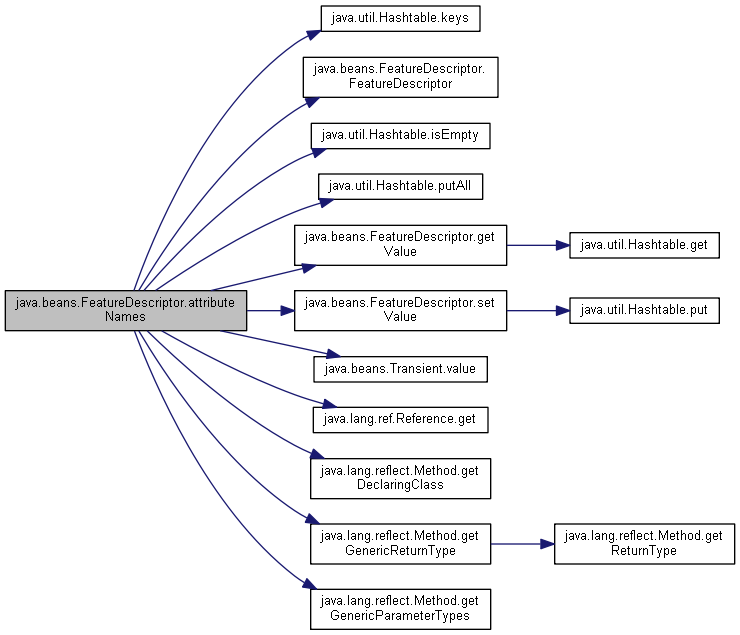 java.util.Hashtable.keys
java.beans.FeatureDescriptor.
FeatureDescriptor
java.util.Hashtable.isEmpty
java.util.Hashtable.putAll
java.beans.FeatureDescriptor.get
Value
java.util.Hashtable.get
java.beans.FeatureDescriptor.attribute
Names
java.beans.FeatureDescriptor.set
Value
java.util.Hashtable.put
java.beans.Transient.value
java.lang.ref.Reference.get
java.lang.reflect.Method.get
DeclaringClass
java.lang.reflect.Method.get
GenericReturnType
java.lang.reflect.Method.get
ReturnType
java.lang.reflect.Method.get
GenericParameterTypes